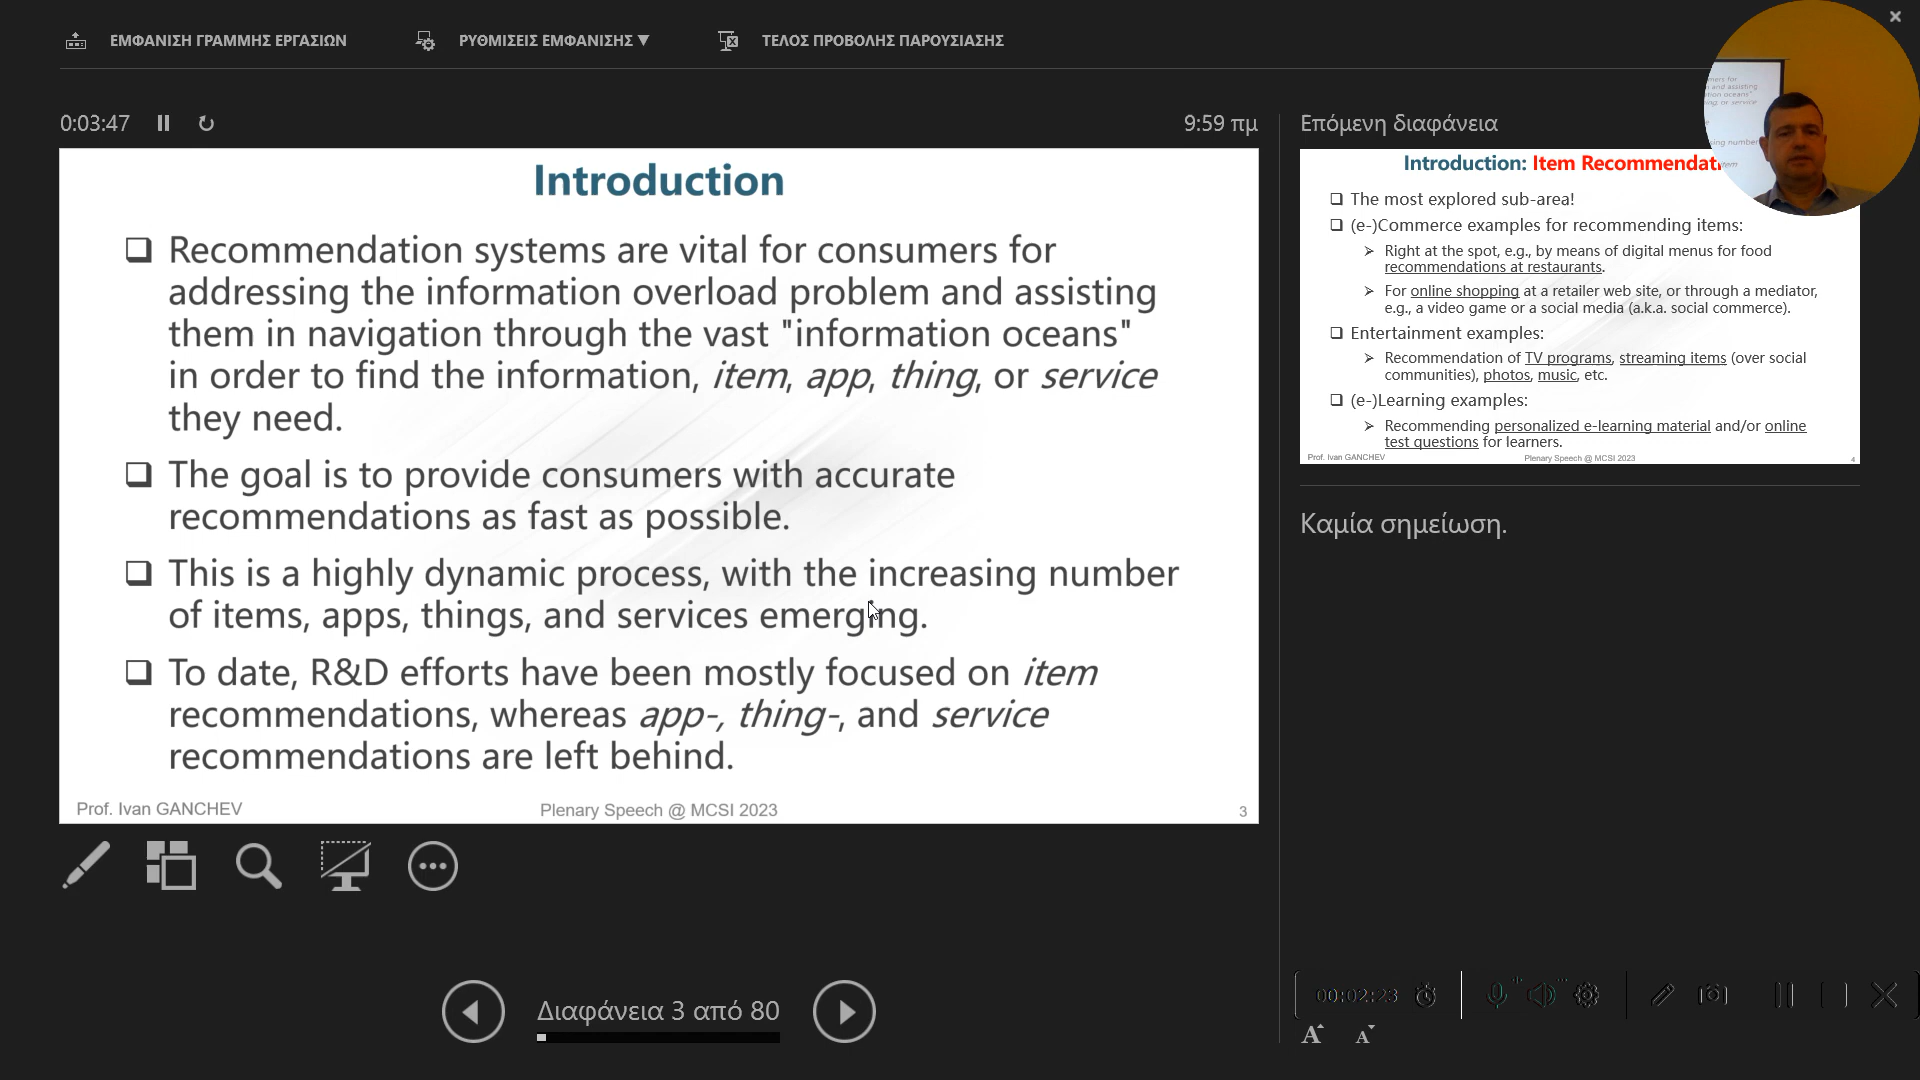 ΕΜΦΑΝΙΣΗ ΓΡΑΜΜΗΣ ΕΡΓΑΣΙΩΝ
ΡΥΘΜΙΣΕΙΣ ΕΜΦΑΝΙΣΗΣ ▼
ΤΕΛΟΣ ΠΡΟΒΟΛΗΣ ΠΑΡΟΥΣΙΑΣΗΣ
0:03:47
9:59 πμ
Introduction
❑ Recommendation systems are vital for consumers for
addressing the information overload problem and assisting
them in navigation through the vast "information oceans"
in order to find the information, item, app, thing, or service
they need.
❑ The goal is to provide consumers with accurate
recommendations as fast as possible.
❑ This is a highly dynamic process, with the increasing number
of items, apps, things, and services emerging.
❑ To date, R&D efforts have been mostly focused on item
recommendations, whereas app-, thing-, and service
recommendations are left behind.
Prof. Ivan GANCHEV
Plenary Speech @ MCSI 2023
3
Διαφάνεια 3 από 80
Επόμενη διαφάνεια
Introduction: Item Recommendat
❑ The most explored sub-area!
❑ (e-)Commerce examples for recommending items:
➢ Right at the spot, e.g., by means of digital menus for food
recommendations at restaurants.
➢ For online shopping at a retailer web site, or through a mediator,
e.g., a video game or a social media (a.k.a. social commerce).
❑ Entertainment examples:
➢ Recommendation of TV programs, streaming items (over social
communities), photos, music, etc.
❑ (e-)Learning examples:
➢ Recommending personalized e-learning material and/or online
test questions for learners.
Prof. Ivan GANCHEV
Plenary Speech @ MCSI 2023
4
Καμία σημείωση.
00:02:23
A A